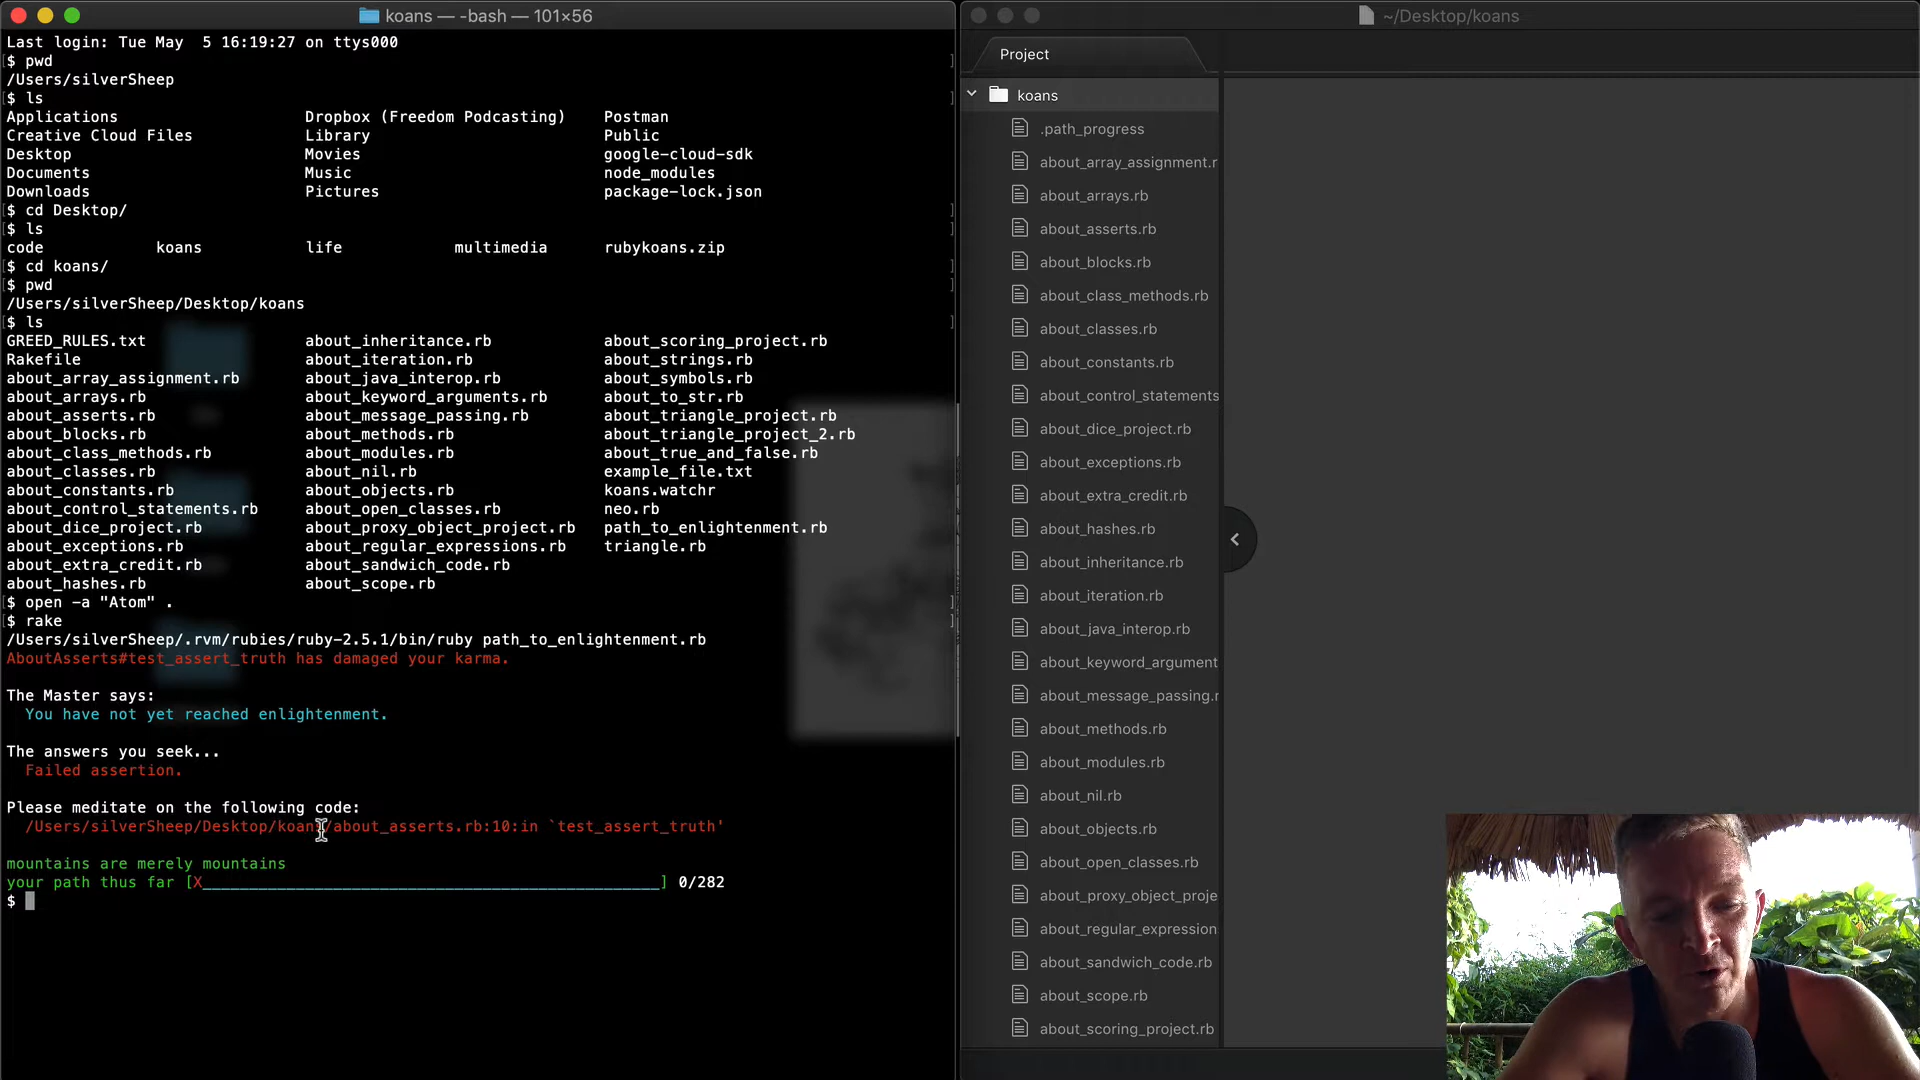 koans — -bash — 101×56
Last login: Tue May  5 16:19:27 on ttys000
$ pwd
/Users/silverSheep
$ ls
Applications Dropbox (Freedom Podcasting) Postman
Creative Cloud Files Library Public
Desktop Movies google-cloud-sdk
Documents Music node_modules
Downloads Pictures package-lock.json
$ cd Desktop/
$ ls
code koans life multimedia rubykoans.zip
$ cd koans/
$ pwd
/Users/silverSheep/Desktop/koans
$ ls
GREED_RULES.txt about_inheritance.rb about_scoring_project.rb
Rakefile about_iteration.rb about_strings.rb
about_array_assignment.rb about_java_interop.rb about_symbols.rb
about_arrays.rb about_keyword_arguments.rb about_to_str.rb
about_asserts.rb about_message_passing.rb about_triangle_project.rb
about_blocks.rb about_methods.rb about_triangle_project_2.rb
about_class_methods.rb about_modules.rb about_true_and_false.rb
about_classes.rb about_nil.rb example_file.txt
about_constants.rb about_objects.rb koans.watchr
about_control_statements.rb about_open_classes.rb neo.rb
about_dice_project.rb about_proxy_object_project.rb path_to_enlightenment.rb
about_exceptions.rb about_regular_expressions.rb triangle.rb
about_extra_credit.rb about_sandwich_code.rb
about_hashes.rb about_scope.rb
$ open -a "Atom" .
$ rake
/Users/silverSheep/.rvm/rubies/ruby-2.5.1/bin/ruby path_to_enlightenment.rb
AboutAsserts#test_assert_truth has damaged your karma.
The Master says:
You have not yet reached enlightenment.
The answers you seek...
Failed assertion.
Please meditate on the following code:
/Users/silverSheep/Desktop/koans/about_asserts.rb:10:in `test_assert_truth'
mountains are merely mountains
your path thus far [X_________________________________________________] 0/282
$
~/Desktop/koans
Project
koans
.path_progress
about_array_assignment.r
about_arrays.rb
about_asserts.rb
about_blocks.rb
about_class_methods.rb
about_classes.rb
about_constants.rb
about_control_statements
about_dice_project.rb
about_exceptions.rb
about_extra_credit.rb
about_hashes.rb
about_inheritance.rb
about_iteration.rb
about_java_interop.rb
about_keyword_argument
about_message_passing.r
about_methods.rb
about_modules.rb
about_nil.rb
about_objects.rb
about_open_classes.rb
about_proxy_object_proje
about_regular_expression
about_sandwich_code.rb
about_scope.rb
about_scoring_project.rb